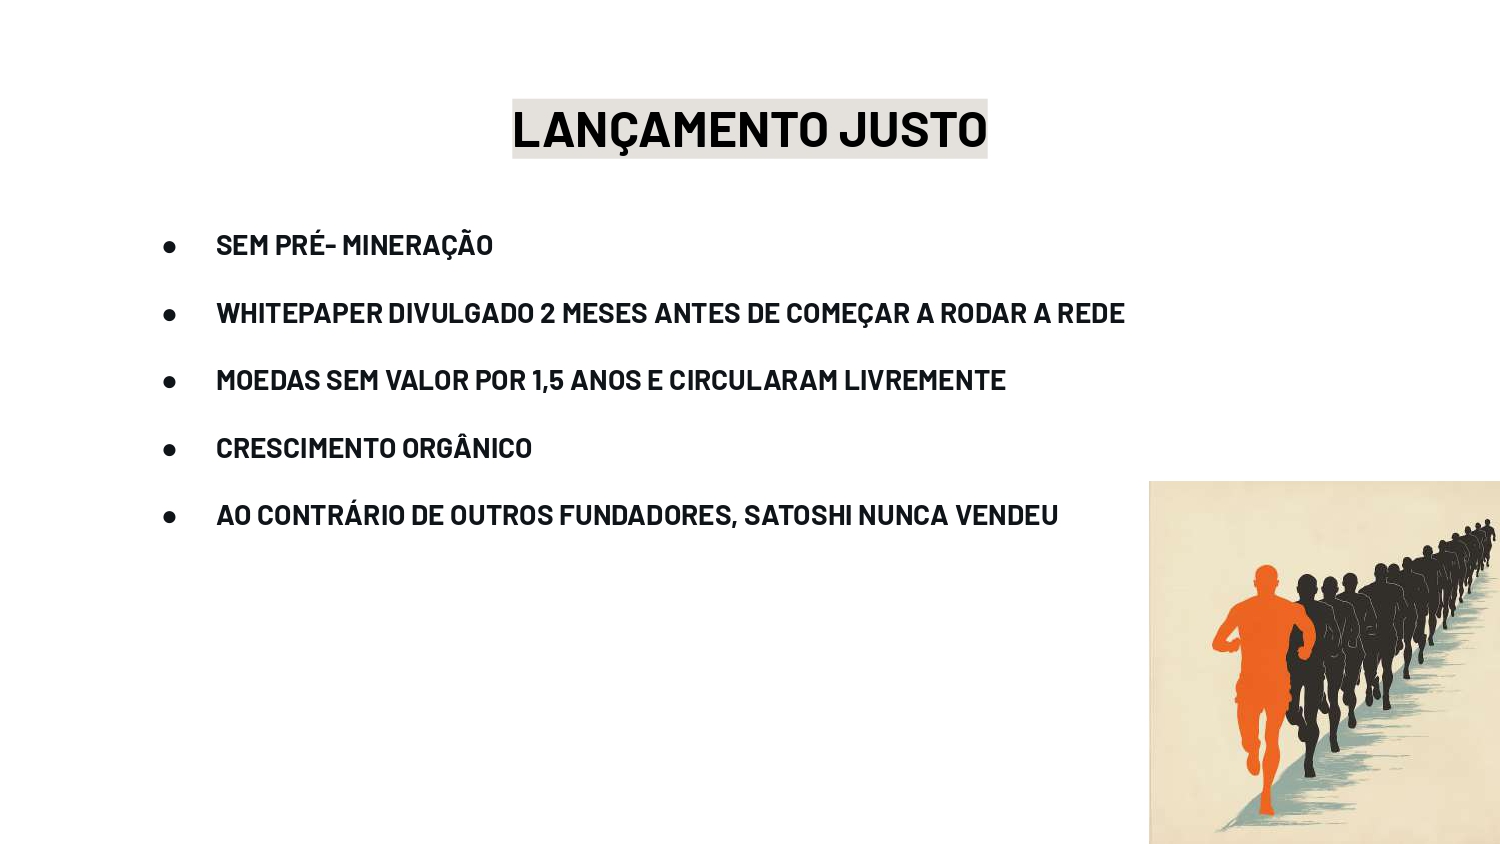 LANÇAMENTO JUSTO
● SEM PRÉ- MINERAÇÃO
● WHITEPAPER DIVULGADO 2 MESES ANTES DE COMEÇAR A RODAR A REDE
● MOEDAS SEM VALOR POR 1,5 ANOS E CIRCULARAM LIVREMENTE
● CRESCIMENTO ORGÂNICO
● AO CONTRÁRIO DE OUTROS FUNDADORES, SATOSHI NUNCA VENDEU